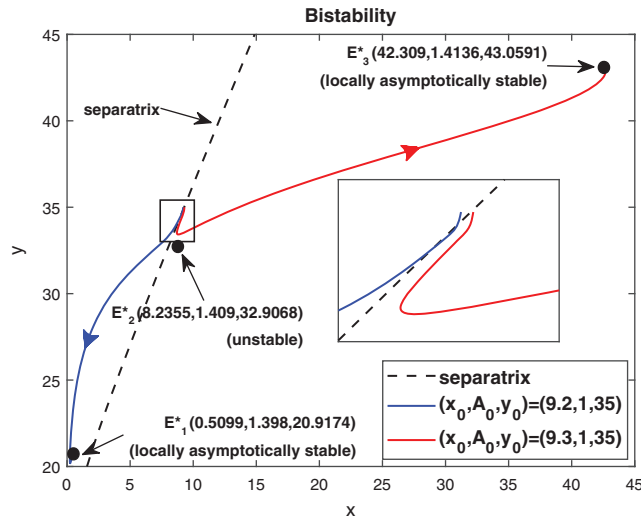 Bistability
E*3(42.309,1.4136,43.0591)
(locally asymptotically stable)
separatrix
E*2(8.2355,1.409,32.9068)
(unstable)
E*1(0.5099,1.398,20.9174)
(locally asymptotically stable)
separatrix
(x0,A0,y0)=(9.2,1,35)
(x0,A0,y0)=(9.3,1,35)
45
40
35
30
25
20
y
0 5 10 15 20 25 30 35 40 45
x